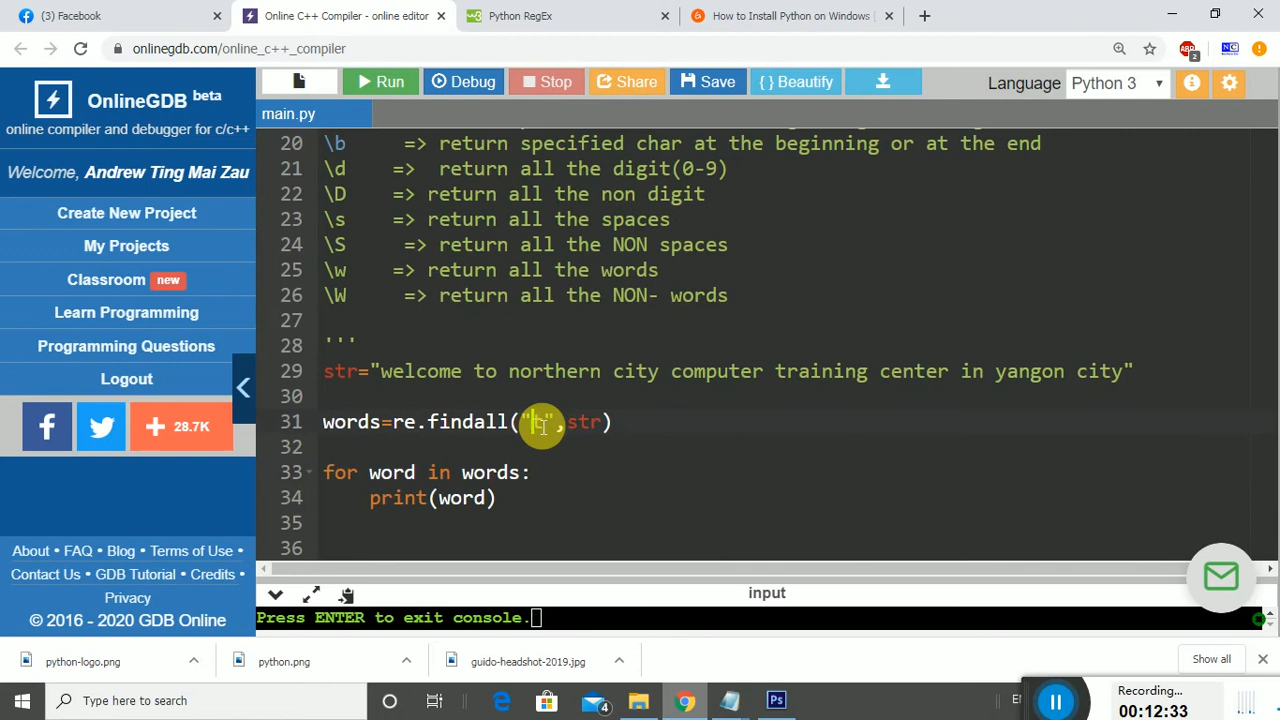 Facebook
Online C++ Compiler - online editor
Python RegEx
How to Install Python on Windows |
onlinegdb.com/online_c++_compiler
OnlineGDB beta
online compiler and debugger for c/c++
Welcome, Andrew Ting Mai Zau
Create New Project
My Projects
Classroom new
Learn Programming
Programming Questions
Logout
28.7K
About • FAQ • Blog • Terms of Use •
Contact Us • GDB Tutorial • Credits •
Privacy
© 2016 - 2020 GDB Online
Run
Debug
Stop
Share
Save
{ } Beautify
Language
Python 3
main.py
20 \b => return specified char at the beginning or at the end
21 \d => return all the digit(0-9)
22 \D => return all the non digit
23 \s => return all the spaces
24 \S => return all the NON spaces
25 \w => return all the words
26 \W => return all the NON- words
27
28 '''
29 str="welcome to northern city computer training center in yangon city"
30
31 words=re.findall("t",str)
32
33 for word in words:
34 print(word)
35
36
input
Press ENTER to exit console.
python-logo.png
python.png
guido-headshot-2019.jpg
Show all
Type here to search
4
Recording...
00:12:33